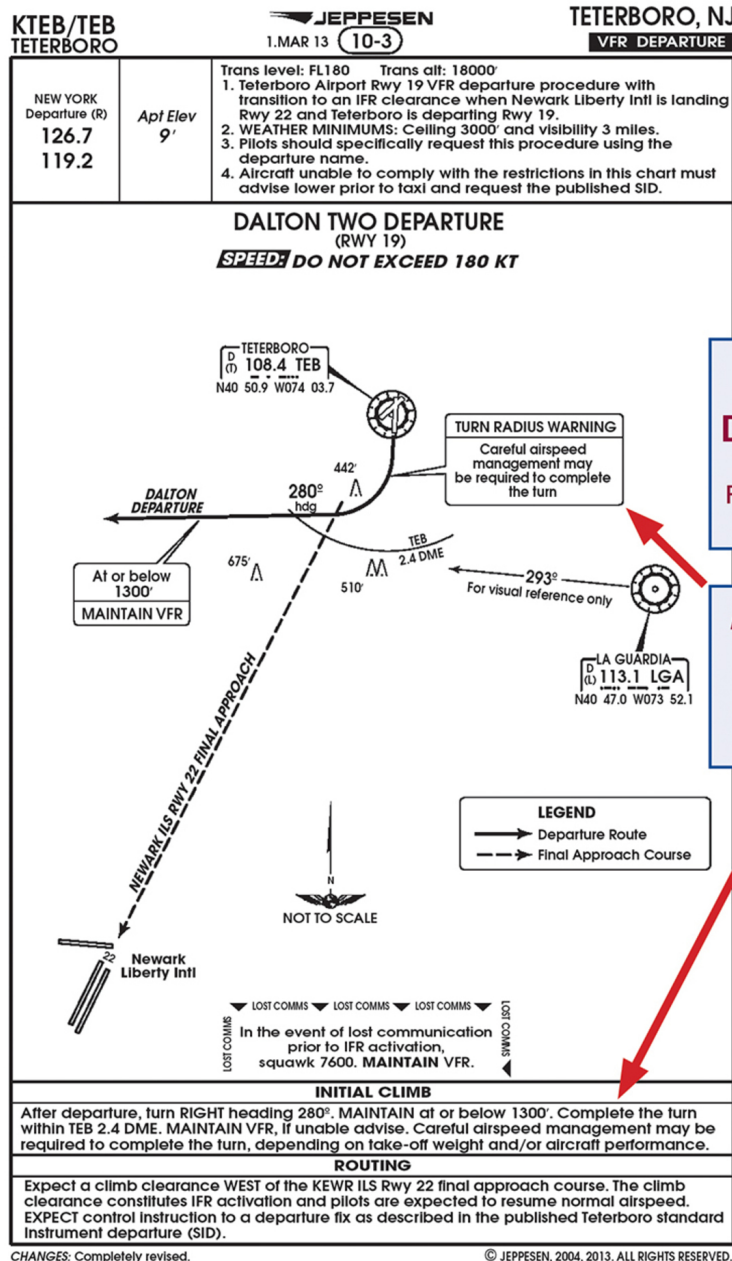 KTEB/TEB
TETERBORO
JEPPESEN
1.MAR 13 10-3
TETERBORO, NJ
VFR DEPARTURE
NEW YORK
Departure (R)
126.7
119.2
Apt Elev
9'
Trans level: FL180 Trans alt: 18000'
1. Teterboro Airport Rwy 19 VFR departure procedure with
transition to an IFR clearance when Newark Liberty Intl is landing
Rwy 22 and Teterboro is departing Rwy 19.
2. WEATHER MINIMUMS: Ceiling 3000' and visibility 3 miles.
3. Pilots should specifically request this procedure using the
departure name.
4. Aircraft unable to comply with the restrictions in this chart must
advise lower prior to taxi and request the published SID.
DALTON TWO DEPARTURE
(RWY 19)
SPEED: DO NOT EXCEED 180 KT
TETERBORO
D
(T) 108.4 TEB
N40 50.9 W074 03.7
TURN RADIUS WARNING
Careful airspeed
management may
be required to complete
the turn
442'
280º
hdg
DALTON
DEPARTURE
TEB
2.4 DME
675'
510'
At or below
1300'
MAINTAIN VFR
293º
For visual reference only
LA GUARDIA
D
(L) 113.1 LGA
N40 47.0 W073 52.1
NEWARK ILS RWY 22 FINAL APPROACH
LEGEND
Departure Route
Final Approach Course
N
NOT TO SCALE
22
Newark
Liberty Intl
LOST COMMS LOST COMMS LOST COMMS
LOST COMMS
LOST COMMS
In the event of lost communication
prior to IFR activation,
squawk 7600. MAINTAIN VFR.
INITIAL CLIMB
After departure, turn RIGHT heading 280º. MAINTAIN at or below 1300'. Complete the turn
within TEB 2.4 DME. MAINTAIN VFR, If unable advise. Careful airspeed management may be
required to complete the turn, depending on take-off weight and/or aircraft performance.
ROUTING
Expect a climb clearance WEST of the KEWR ILS Rwy 22 final approach course. The climb
clearance constitutes IFR activation and pilots are expected to resume normal airspeed.
EXPECT control instruction to a departure fix as described in the published Teterboro standard
Instrument departure (SID).
CHANGES: Completely revised.
© JEPPESEN, 2004, 2013. ALL RIGHTS RESERVED.